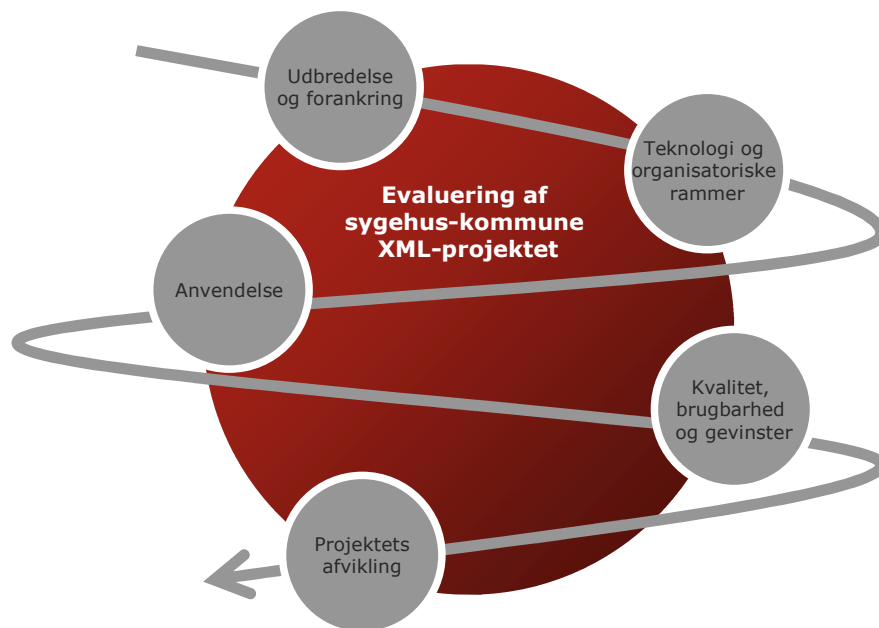 Udbredelse
og forankring
Teknologi og
organisatoriske
rammer
Evaluering af
sygehus-kommune
XML-projektet
Anvendelse
Kvalitet,
brugbarhed
og gevinster
Projektets
afvikling